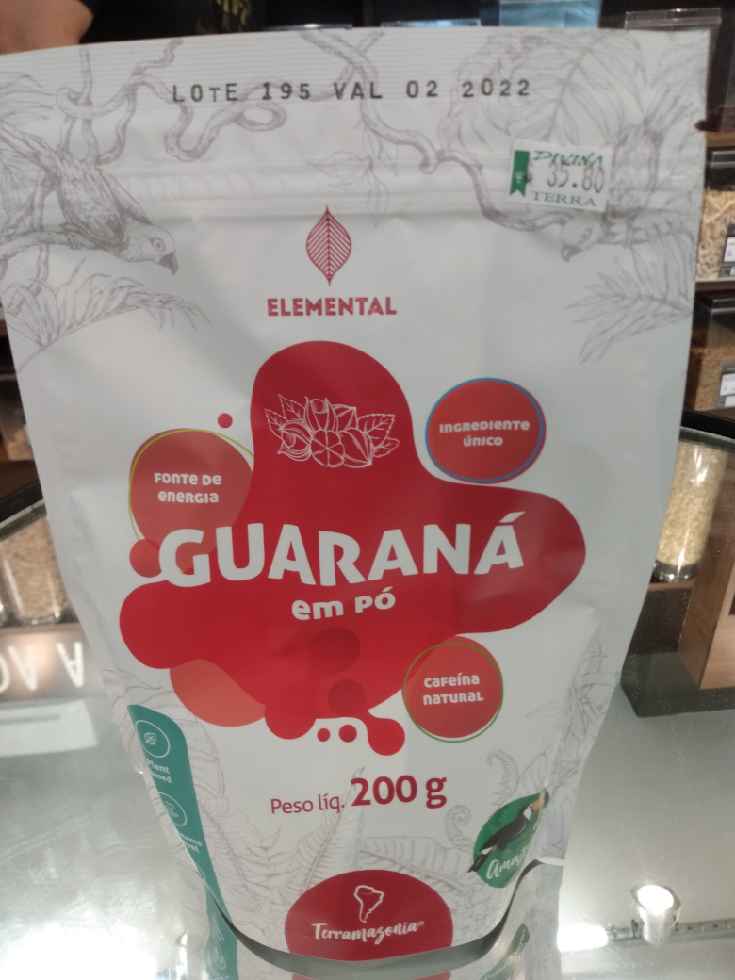 LOTE 195 VAL 02 2022
DIVINA
35.80
TERRA
ELEMENTAL
INGREDIENTE
ÚNICO
FONTE DE
ENERGIA
GUARANÁ
em PÓ
CAFEÍNA
NATURAL
Peso líq. 200 g
Terramazonia